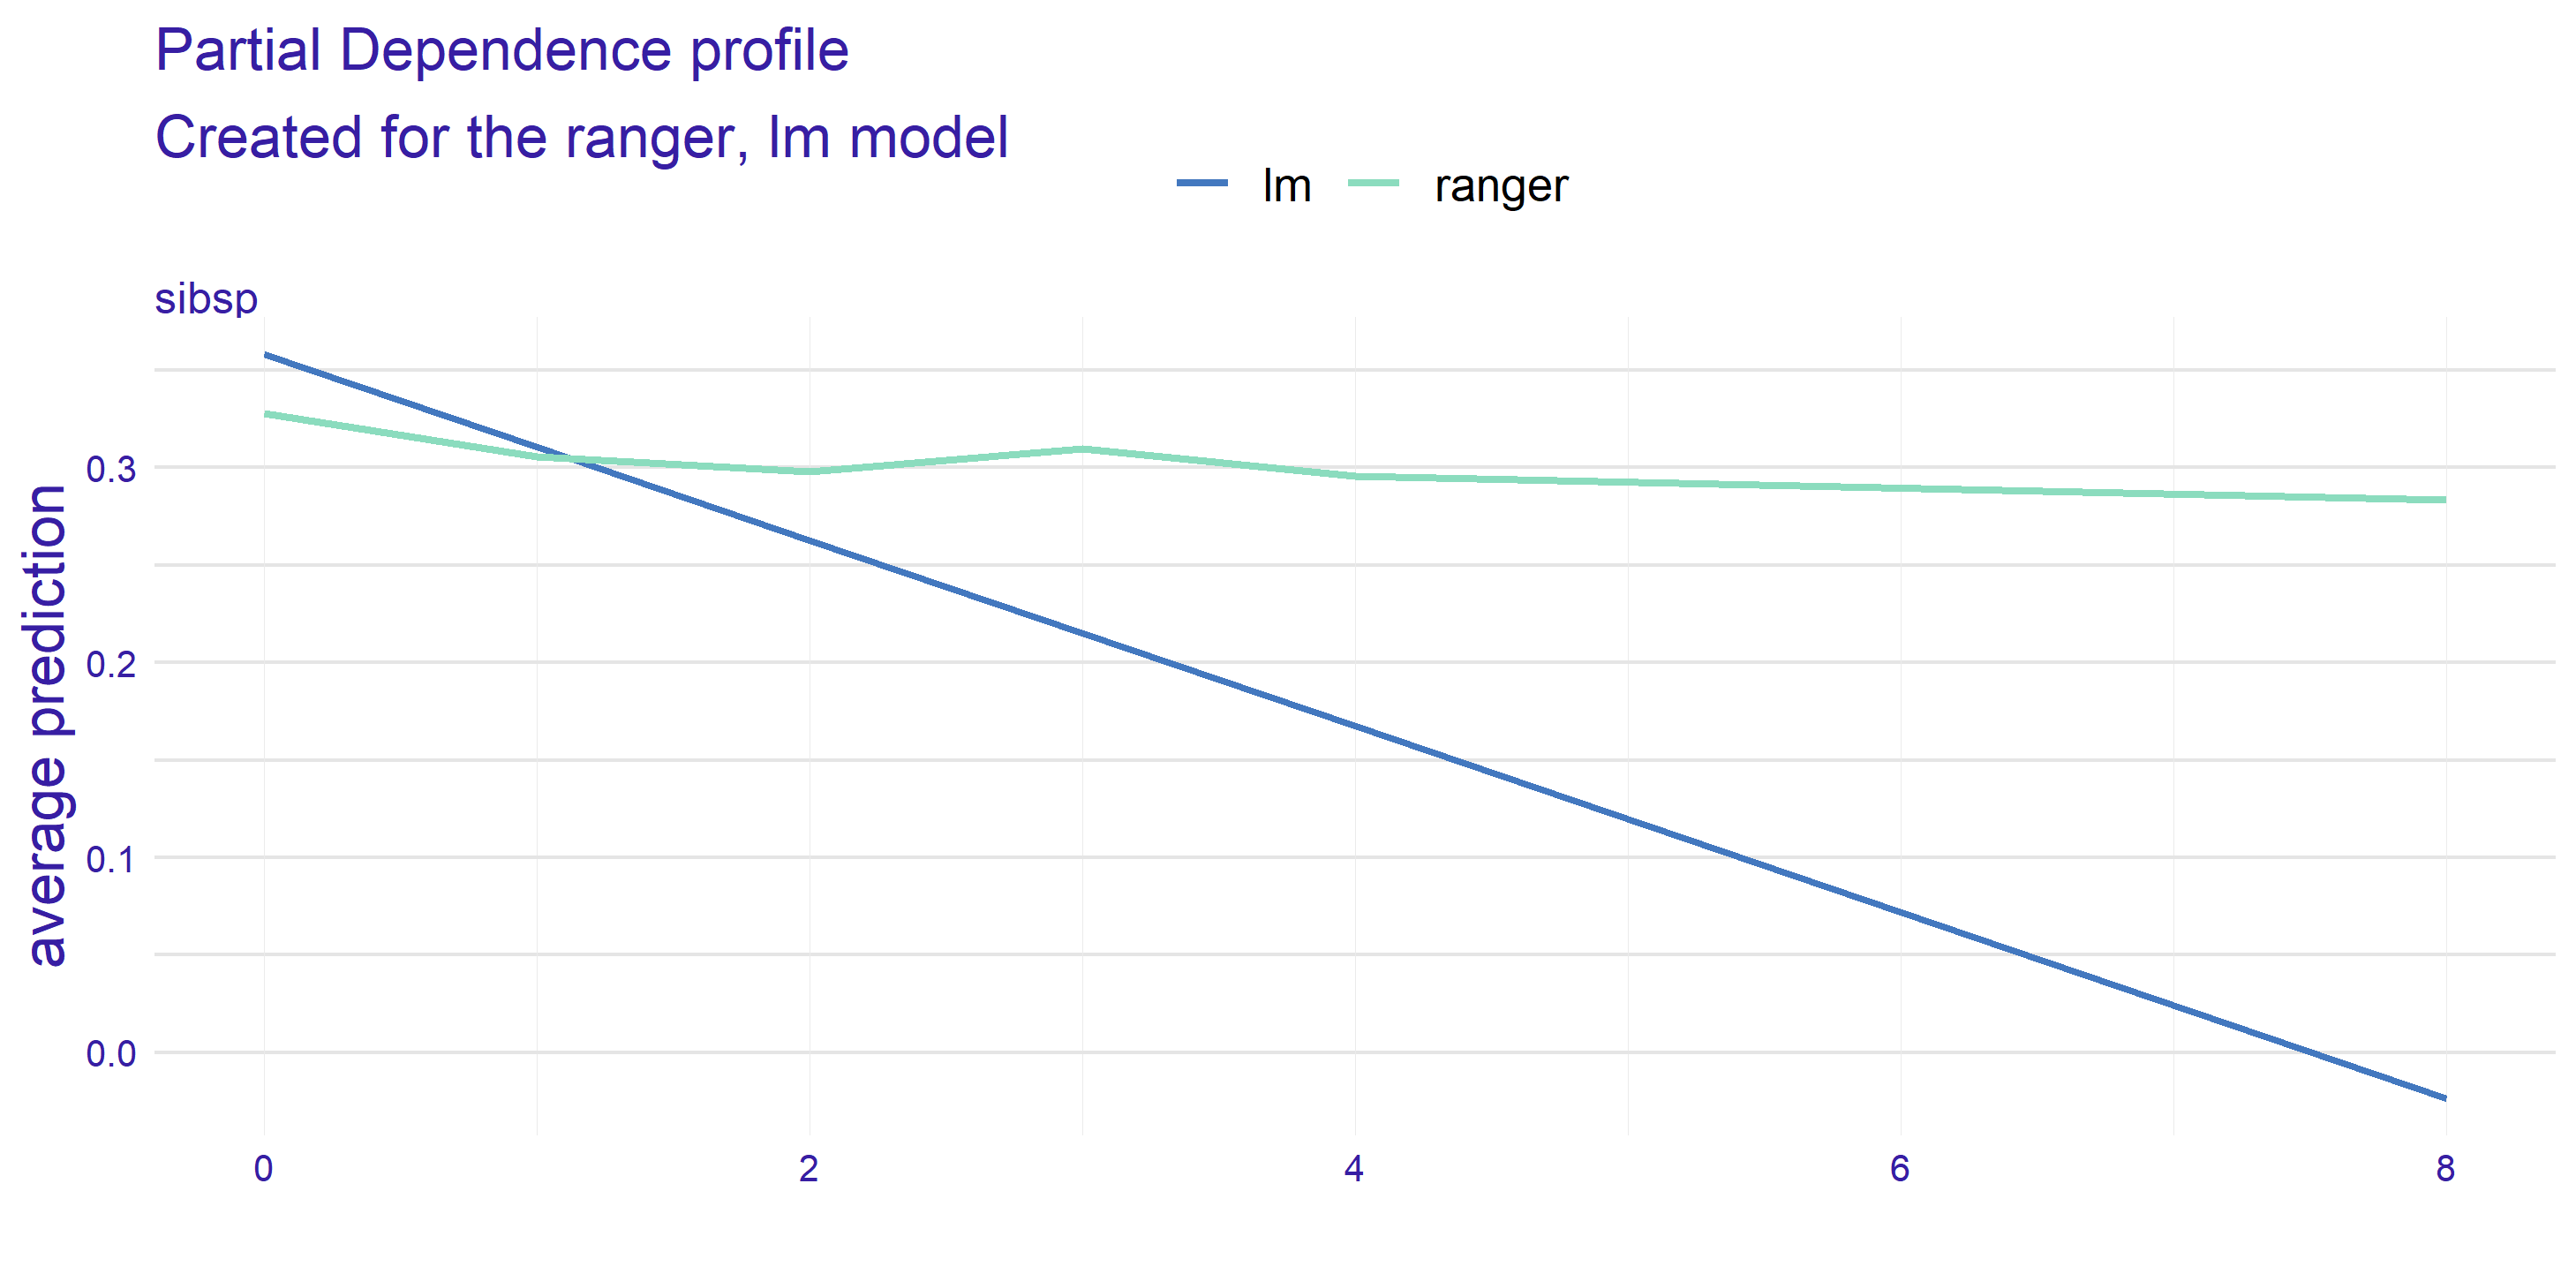 Partial Dependence profile
Created for the ranger, lm model
lm ranger
sibsp
average prediction
0.3
0.2
0.1
0.0
0 2 4 6 8